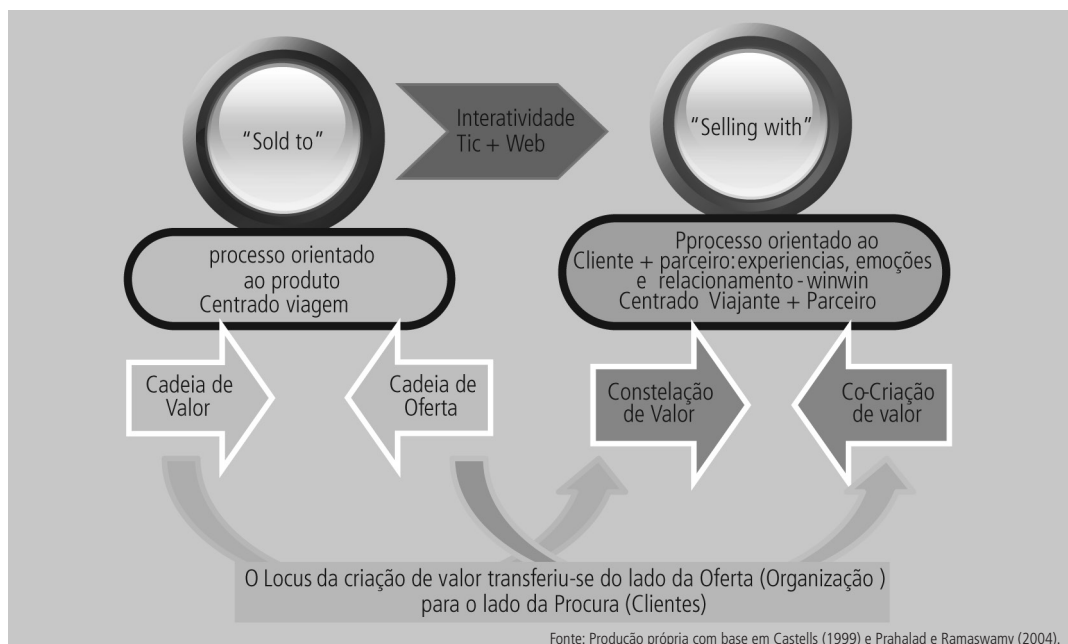 “Sold to”
Interatividade
Tic + Web
“Selling with”
processo orientado
ao produto
Centrado viagem
Pprocesso orientado ao
Cliente + parceiro: experiencias, emoções
e relacionamento - winwin
Centrado Viajante + Parceiro
Cadeia de
Valor
Cadeia de
Oferta
Constelação
de Valor
Co-Criação
de valor
O Locus da criação de valor transferiu-se do lado da Oferta (Organização )
para o lado da Procura (Clientes)
Fonte: Produção própria com base em Castells (1999) e Prahalad e Ramaswamy (2004).